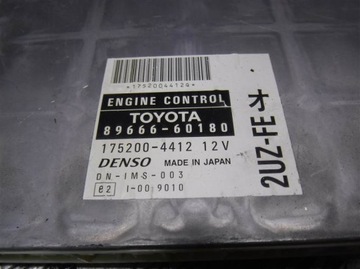 *1752004412Q*
ENGINE CONTROL
TOYOTA
89666-60180
175200-4412 12V
DENSO MADE IN JAPAN
DN-IMS-003
e2 I-00 9010
2UZ-FE オ